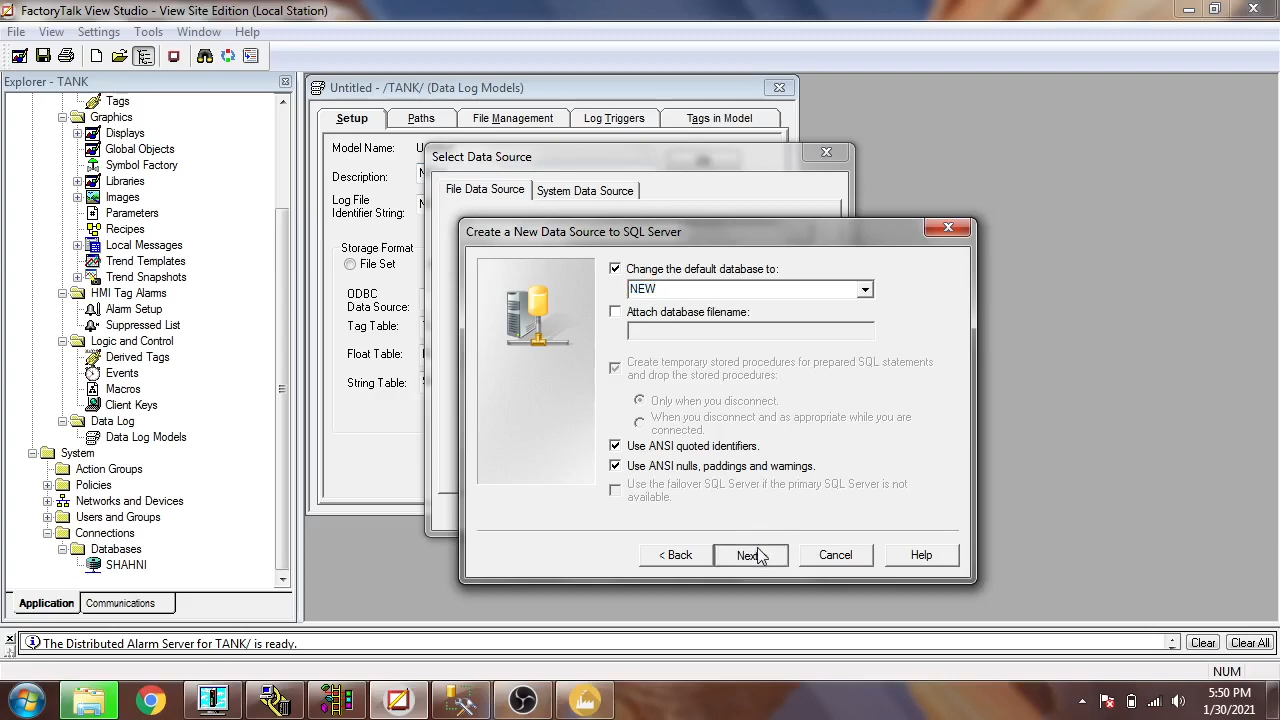 FactoryTalk View Studio - View Site Edition (Local Station)
File View Settings Tools Window Help
Explorer - TANK
Tags
Graphics
Displays
Global Objects
Symbol Factory
Libraries
Images
Parameters
Recipes
Local Messages
Trend Templates
Trend Snapshots
HMI Tag Alarms
Alarm Setup
Suppressed List
Logic and Control
Derived Tags
Events
Macros
Client Keys
Data Log
Data Log Models
System
Action Groups
Policies
Networks and Devices
Users and Groups
Connections
Databases
SHAHNI
Application Communications
Untitled - /TANK/ (Data Log Models)
Setup Paths File Management Log Triggers Tags in Model
Model Name:
Description:
Log File
Identifier String:
Storage Format
File Set
ODBC
Data Source:
Tag Table:
Float Table:
String Table:
Select Data Source
File Data Source System Data Source
Create a New Data Source to SQL Server
Change the default database to:
NEW
Attach database filename:
Create temporary stored procedures for prepared SQL statements
and drop the stored procedures:
Only when you disconnect.
When you disconnect and as appropriate while you are
connected.
Use ANSI quoted identifiers.
Use ANSI nulls, paddings and warnings.
Use the failover SQL Server if the primary SQL Server is not
available.
< Back Next Cancel Help
The Distributed Alarm Server for TANK/ is ready.
Clear Clear All
NUM
5:50 PM
1/30/2021